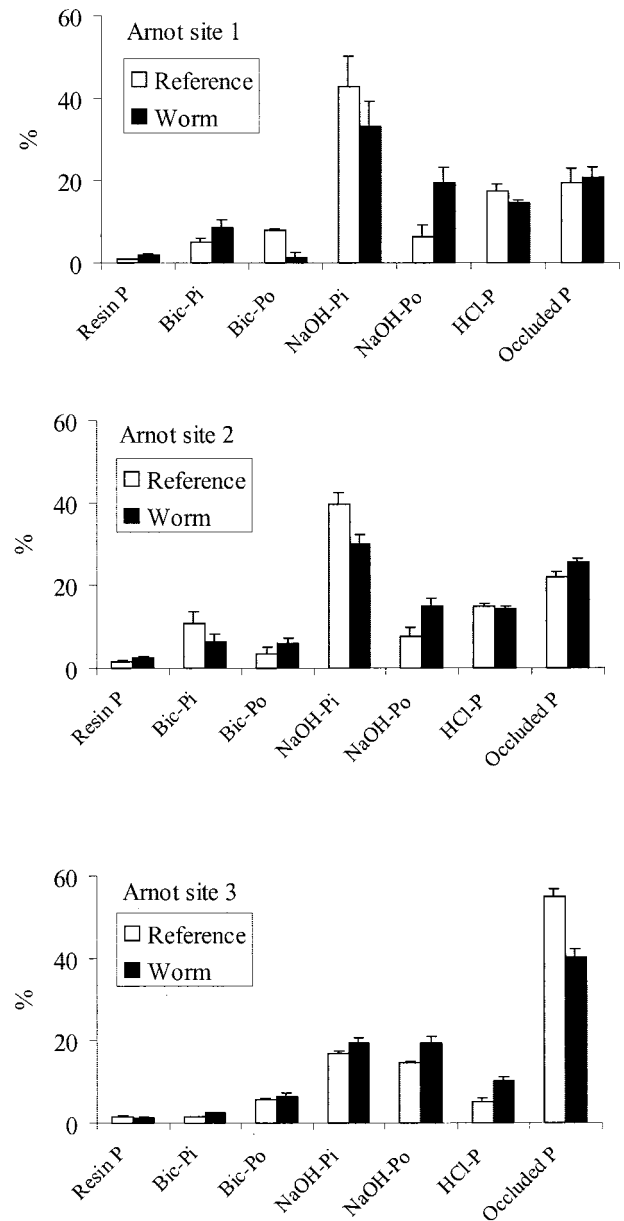 Arnot site 1
Reference
Worm
60
40
20
0
%
Resin P
Bic-Pi
Bic-Po
NaOH-Pi
NaOH-Po
HCl-P
Occluded P
Arnot site 2
Reference
Worm
60
40
20
0
%
Resin P
Bic-Pi
Bic-Po
NaOH-Pi
NaOH-Po
HCl-P
Occluded P
Arnot site 3
Reference
Worm
60
40
20
0
%
Resin P
Bic-Pi
Bic-Po
NaOH-Pi
NaOH-Po
HCl-P
Occluded P